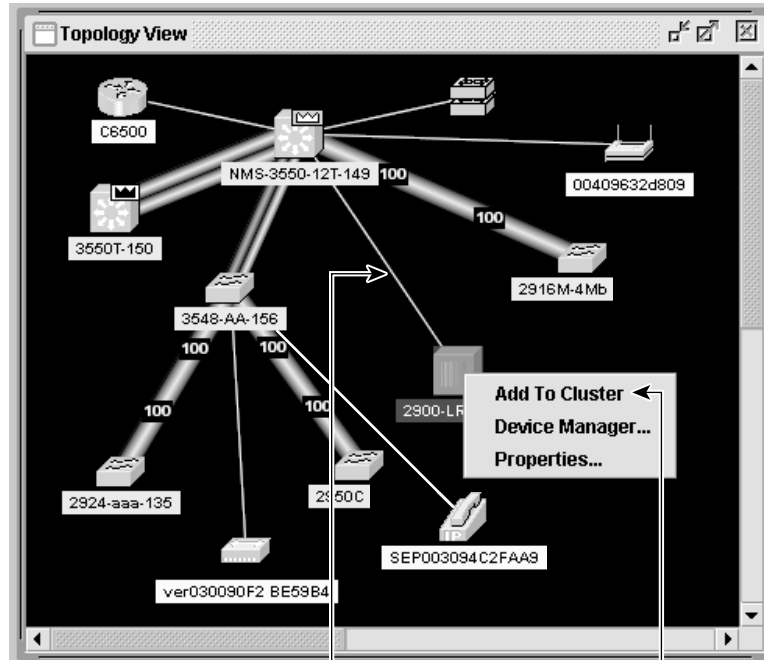 Topology View
C6500
NMS-3550-12T-149
100
00409632d809
3550T-150
100
2916M-4Mb
3548-AA-156
100
100
2900-LR
Add To Cluster
Device Manager...
Properties...
100
100
2924-aaa-135
2950C
IP
SEP003094C2FAA9
ver030090F2 BE59B4